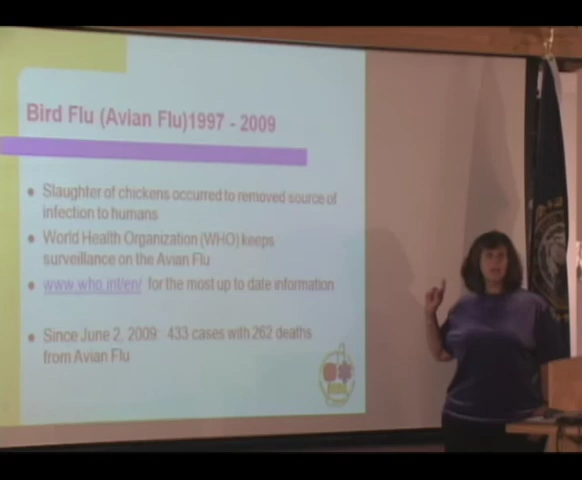 Bird Flu (Avian Flu)1997 - 2009
Slaughter of chickens occurred to removed source of
infection to humans
World Health Organization (WHO) keeps
surveillance on the Avian Flu
www.who.int/en/ for the most up to date information
Since June 2, 2009: 433 cases with 262 deaths
from Avian Flu